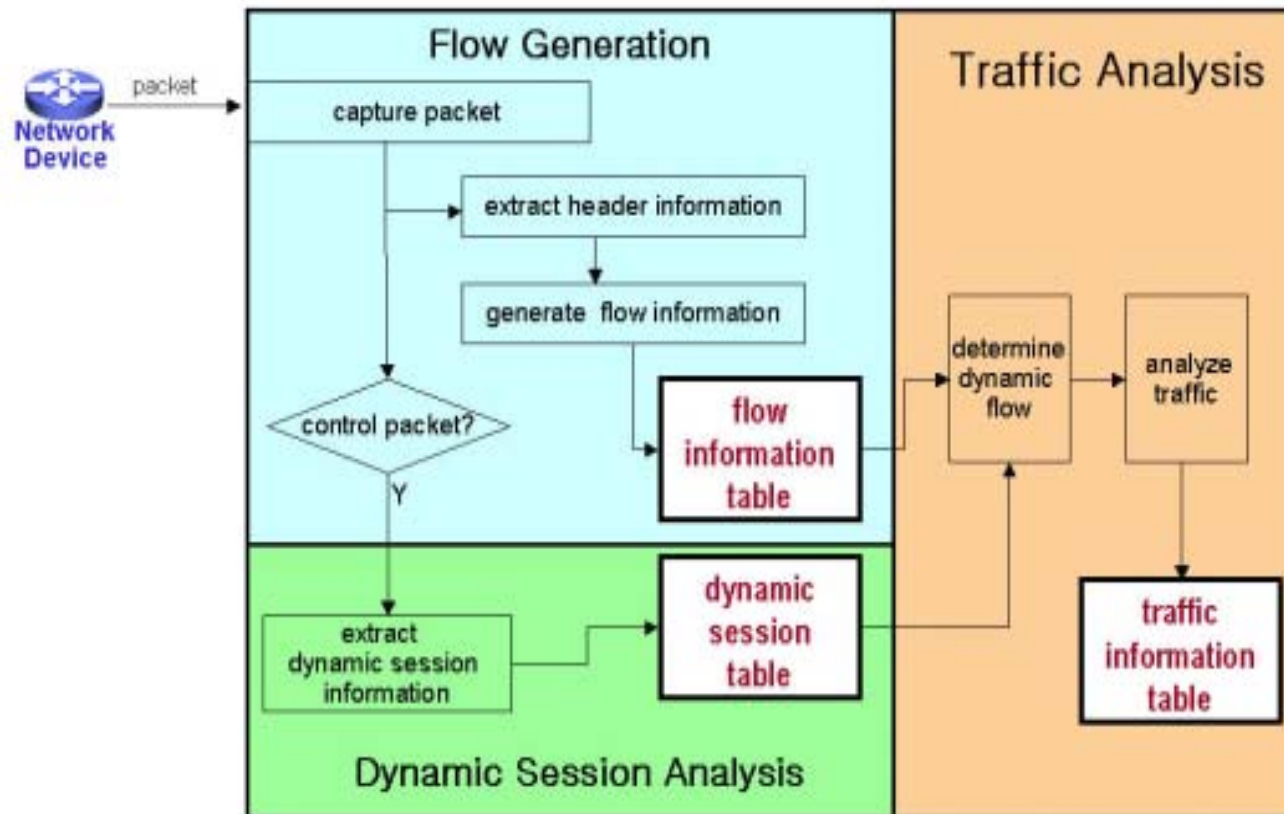 Flow Generation
Traffic Analysis
packet
Network
Device
capture packet
extract header information
generate flow information
control packet?
Y
flow
information
table
determine
dynamic
flow
analyze
traffic
extract
dynamic session
information
dynamic
session
table
traffic
information
table
Dynamic Session Analysis